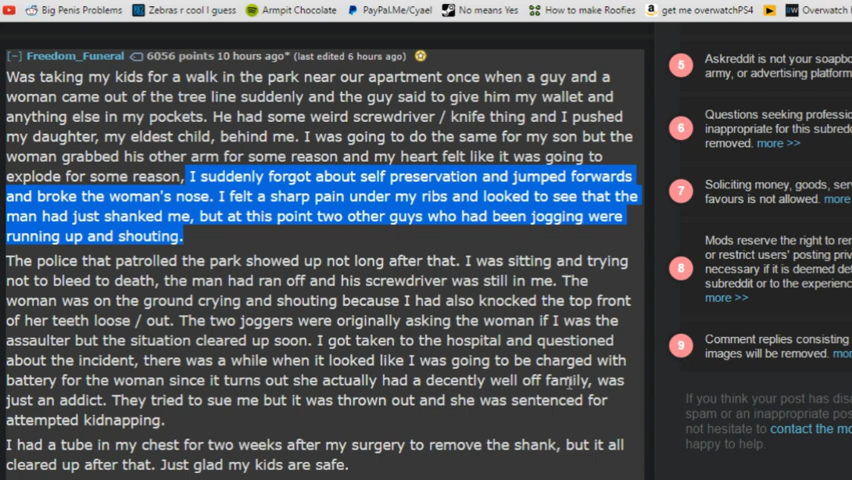 Big Penis Problems Zebras r cool I guess Armpit Chocolate PayPal.Me/Cyael No means Yes How to make Roofies get me overwatchPS4 Overwatch
[–] Freedom_Funeral 6056 points 10 hours ago* (last edited 6 hours ago)
Was taking my kids for a walk in the park near our apartment once when a guy and a
woman came out of the tree line suddenly and the guy said to give him my wallet and
anything else in my pockets. He had some weird screwdriver / knife thing and I pushed
my daughter, my eldest child, behind me. I was going to do the same for my son but the
woman grabbed his other arm for some reason and my heart felt like it was going to
explode for some reason, I suddenly forgot about self preservation and jumped forwards
and broke the woman's nose. I felt a sharp pain under my ribs and looked to see that the
man had just shanked me, but at this point two other guys who had been jogging were
running up and shouting.
The police that patrolled the park showed up not long after that. I was sitting and trying
not to bleed to death, the man had ran off and his screwdriver was still in me. The
woman was on the ground crying and shouting because I had also knocked the top front
of her teeth loose / out. The two joggers were originally asking the woman if I was the
assaulter but the situation cleared up soon. I got taken to the hospital and questioned
about the incident, there was a while when it looked like I was going to be charged with
battery for the woman since it turns out she actually had a decently well off family, was
just an addict. They tried to sue me but it was thrown out and she was sentenced for
attempted kidnapping.
I had a tube in my chest for two weeks after my surgery to remove the shank, but it all
cleared up after that. Just glad my kids are safe.
5 Askreddit is not your soapbo
army, or advertising platform
6 Questions seeking professio
inappropriate for this subredd
removed. more >>
7 Soliciting money, goods, serv
favours is not allowed. more
8 Mods reserve the right to rem
or restrict users' posting priv
necessary if it is deemed det
subreddit or to the experienc
more >>
9 Comment replies consisting
images will be removed. mor
If you think your post has dis
spam or an inappropriate pos
not hesitate to contact the mo
happy to help.